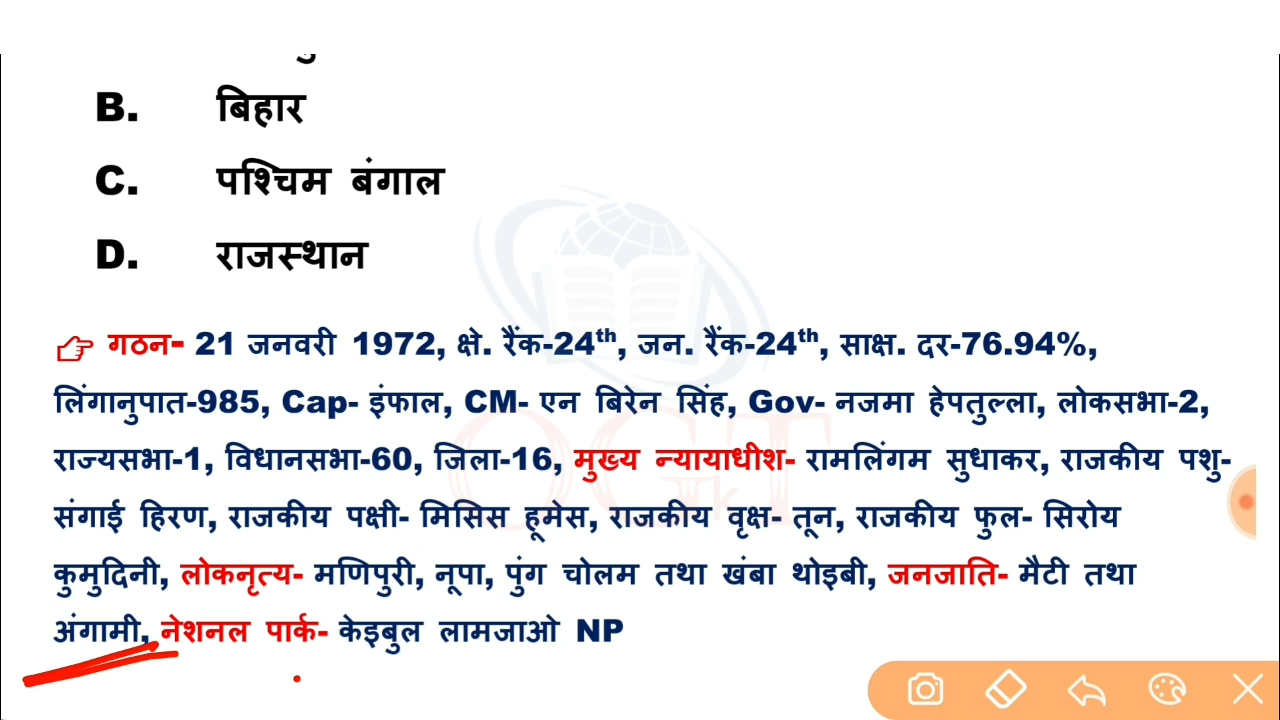 B. बिहार
C. पश्चिम बंगाल
D. राजस्थान
गठन- 21 जनवरी 1972, क्षे. रैंक-24th, जन. रैंक-24th, साक्ष. दर-76.94%,
लिंगानुपात-985, Cap- इंफाल, CM- एन बिरेन सिंह, Gov- नजमा हेपतुल्ला, लोकसभा-2,
राज्यसभा-1, विधानसभा-60, जिला-16, मुख्य न्यायाधीश- रामलिंगम सुधाकर, राजकीय पशु-
संगाई हिरण, राजकीय पक्षी- मिसिस हूमेस, राजकीय वृक्ष- तून, राजकीय फुल- सिरोय
कुमुदिनी, लोकनृत्य- मणिपुरी, नूपा, पुंग चोलम तथा खंबा थोइबी, जनजाति- मैटी तथा
अंगामी, नेशनल पार्क- केइबुल लामजाओ NP